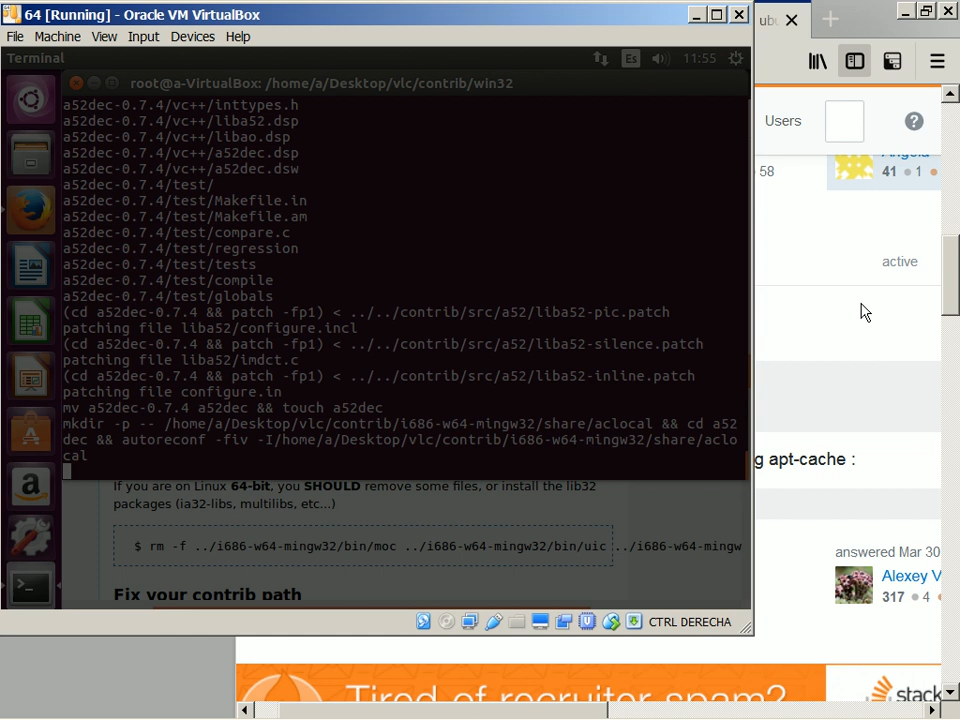 64 [Running] - Oracle VM VirtualBox
File Machine View Input Devices Help
Terminal
Es
11:55
root@a-VirtualBox: /home/a/Desktop/vlc/contrib/win32
a52dec-0.7.4/vc++/inttypes.h
a52dec-0.7.4/vc++/liba52.dsp
a52dec-0.7.4/vc++/libao.dsp
a52dec-0.7.4/vc++/a52dec.dsp
a52dec-0.7.4/vc++/a52dec.dsw
a52dec-0.7.4/test/
a52dec-0.7.4/test/Makefile.in
a52dec-0.7.4/test/Makefile.am
a52dec-0.7.4/test/compare.c
a52dec-0.7.4/test/regression
a52dec-0.7.4/test/tests
a52dec-0.7.4/test/compile
a52dec-0.7.4/test/globals
(cd a52dec-0.7.4 && patch -fp1) < ../../contrib/src/a52/liba52-pic.patch
patching file liba52/configure.incl
(cd a52dec-0.7.4 && patch -fp1) < ../../contrib/src/a52/liba52-silence.patch
patching file liba52/imdct.c
(cd a52dec-0.7.4 && patch -fp1) < ../../contrib/src/a52/liba52-inline.patch
patching file configure.in
mv a52dec-0.7.4 a52dec && touch a52dec
mkdir -p -- /home/a/Desktop/vlc/contrib/i686-w64-mingw32/share/aclocal && cd a52
dec && autoreconf -fiv -I/home/a/Desktop/vlc/contrib/i686-w64-mingw32/share/aclo
cal
If you are on Linux 64-bit, you SHOULD remove some files, or install the lib32
packages (ia32-libs, multilibs, etc...)
$ rm -f ../i686-w64-mingw32/bin/moc ../i686-w64-mingw32/bin/uic ../i686-w64-mingw
Fix your contrib path
CTRL DERECHA
ubu
Users
58
41 1
active
g apt-cache :
answered Mar 30
Alexey V
317 4
Tired of recruiter spam?
stack